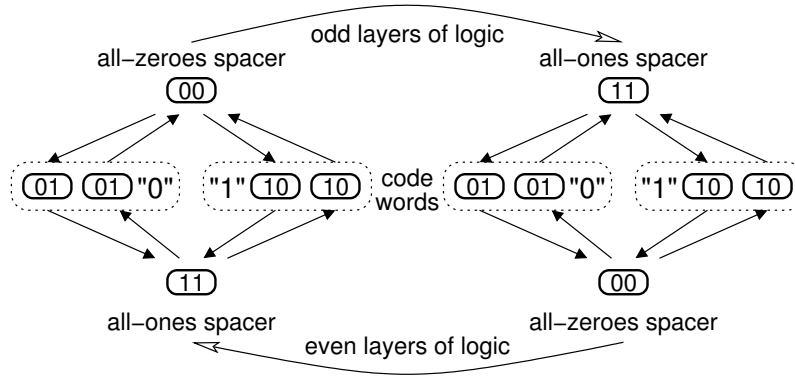 odd layers of logic
all−zeroes spacer all−ones spacer
00 11
01 01 "0" "1" 10 10 code words 01 01 "0" "1" 10 10
11 00
all−ones spacer all−zeroes spacer
even layers of logic